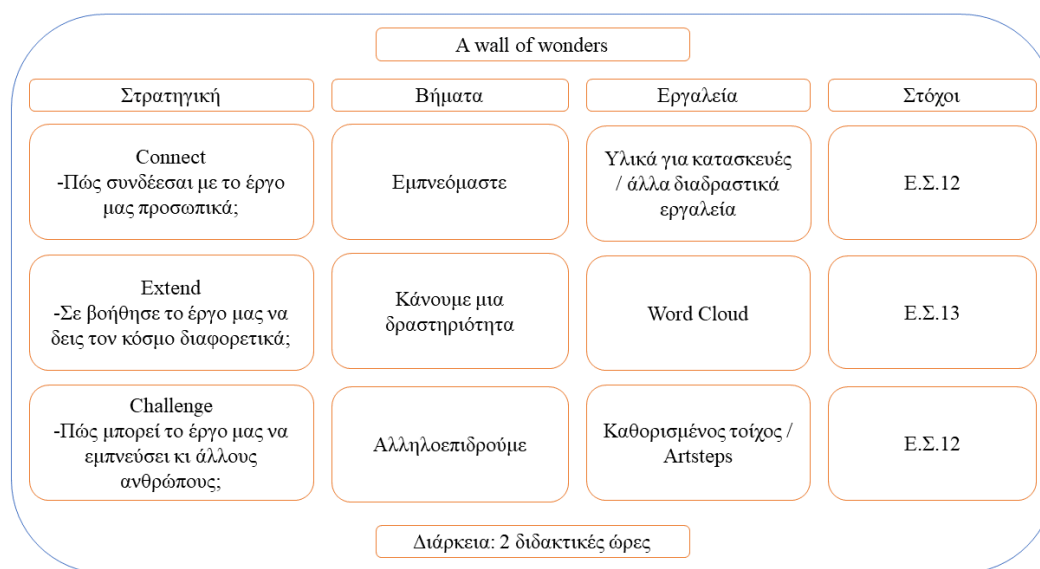 A wall of wonders
Στρατηγική
Βήματα
Εργαλεία
Στόχοι
Connect
-Πώς συνδέεσαι με το έργο
μας προσωπικά;
Εμπνεόμαστε
Υλικά για κατασκευές
/ άλλα διαδραστικά
εργαλεία
Ε.Σ.12
Extend
-Σε βοήθησε το έργο μας να
δεις τον κόσμο διαφορετικά;
Κάνουμε μια
δραστηριότητα
Word Cloud
Ε.Σ.13
Challenge
-Πώς μπορεί το έργο μας να
εμπνεύσει κι άλλους
ανθρώπους;
Αλληλοεπιδρούμε
Καθορισμένος τοίχος /
Artsteps
Ε.Σ.12
Διάρκεια: 2 διδακτικές ώρες